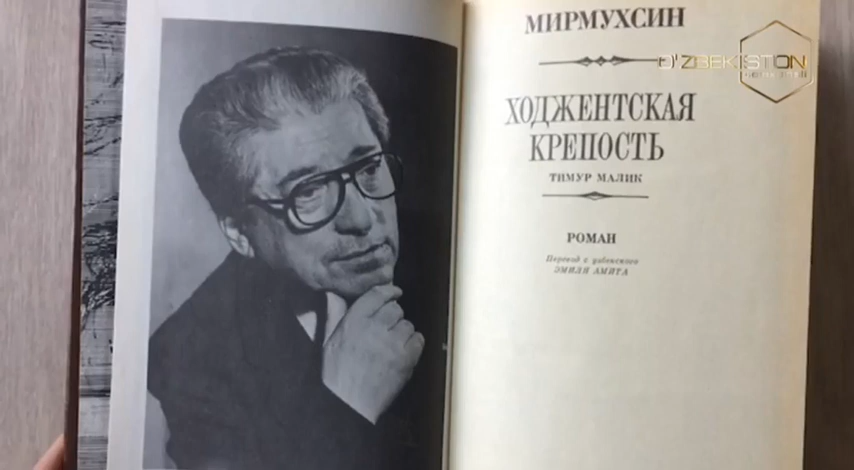 МИРМУХСИН
O'ZBEKISTON
ХОДЖЕНТСКАЯ
КРЕПОСТЬ
ТИМУР МАЛИК
РОМАН
Перевод с узбекского
ЭМИЛЯ АМИТА